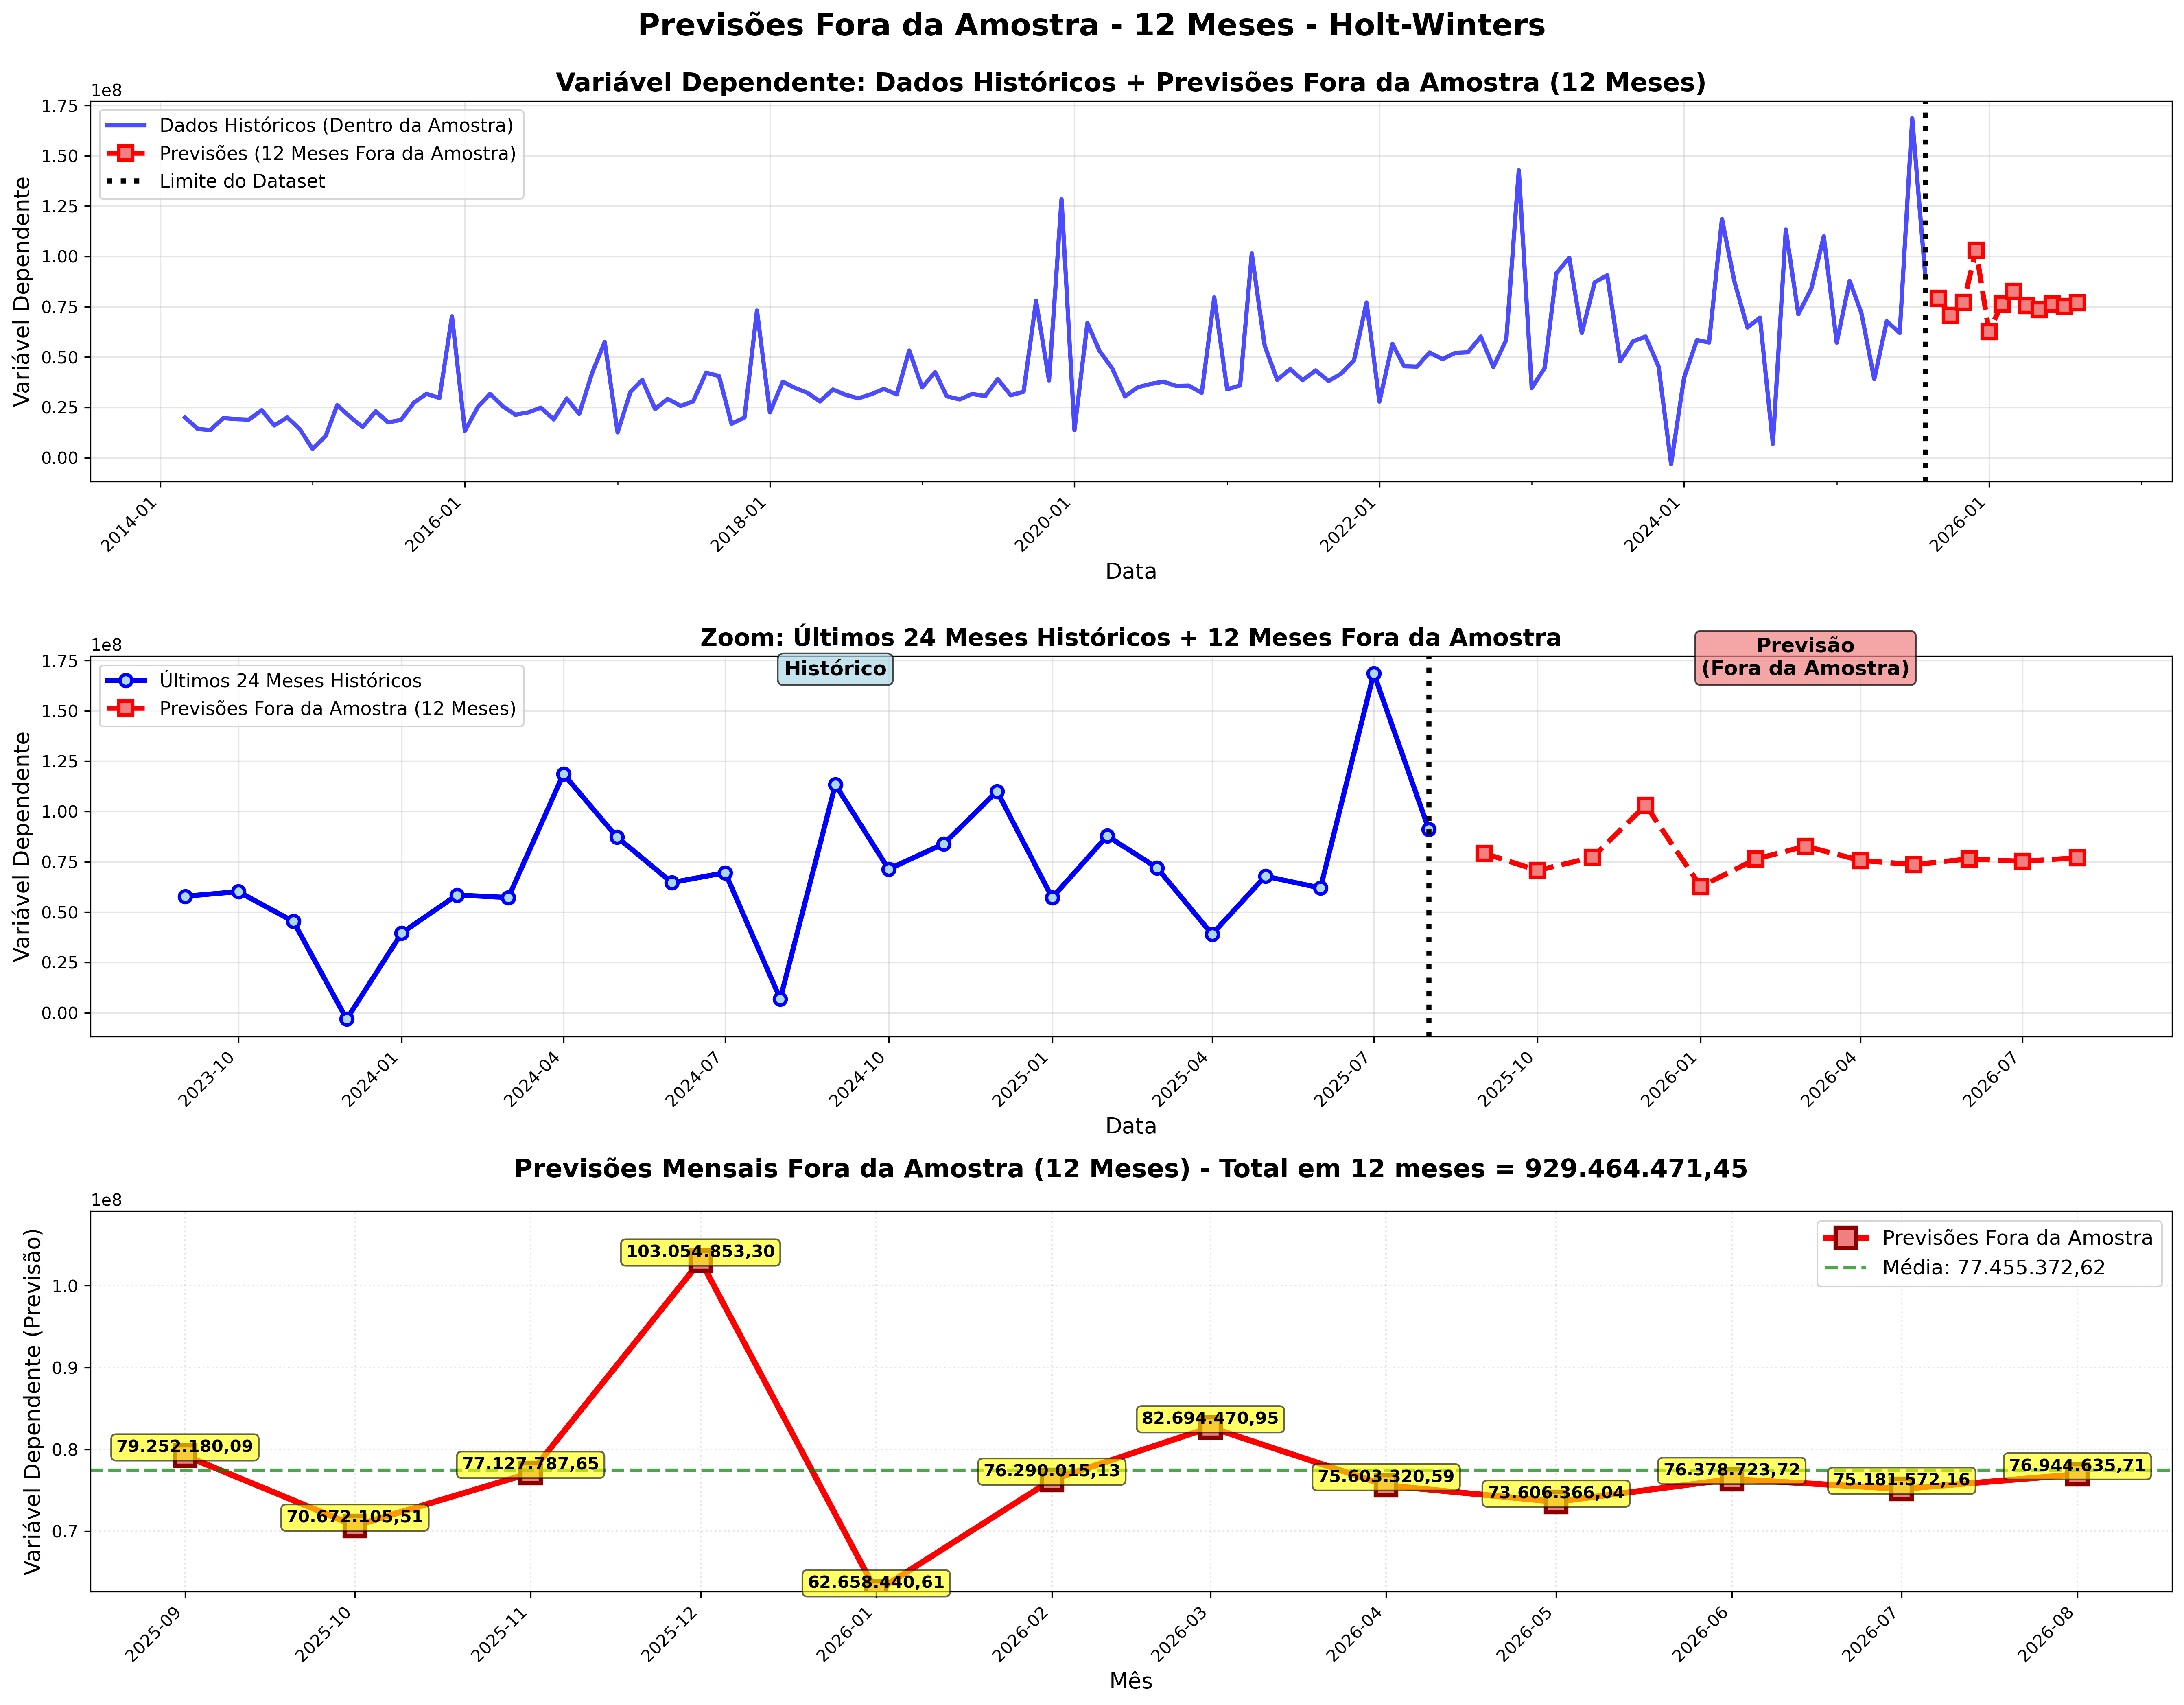 Previsões Fora da Amostra - 12 Meses - Holt-Winters
Variável Dependente: Dados Históricos + Previsões Fora da Amostra (12 Meses)
1e8
Dados Históricos (Dentro da Amostra)
Previsões (12 Meses Fora da Amostra)
Limite do Dataset
Variável Dependente
1.75
1.50
1.25
1.00
0.75
0.50
0.25
0.00
2014-01
2016-01
2018-01
2020-01
2022-01
2024-01
2026-01
Data
Zoom: Últimos 24 Meses Históricos + 12 Meses Fora da Amostra
1e8
Últimos 24 Meses Históricos
Previsões Fora da Amostra (12 Meses)
Histórico
Previsão
(Fora da Amostra)
Variável Dependente
1.75
1.50
1.25
1.00
0.75
0.50
0.25
0.00
2023-10
2024-01
2024-04
2024-07
2024-10
2025-01
2025-04
2025-07
2025-10
2026-01
2026-04
2026-07
Data
Previsões Mensais Fora da Amostra (12 Meses) - Total em 12 meses = 929.464.471,45
1e8
Previsões Fora da Amostra
Média: 77.455.372,62
Variável Dependente (Previsão)
1.0
0.9
0.8
0.7
79.252.180,09
70.672.105,51
77.127.787,65
103.054.853,30
62.658.440,61
76.290.015,13
82.694.470,95
75.603.320,59
73.606.366,04
76.378.723,72
75.181.572,16
76.944.635,71
2025-09
2025-10
2025-11
2025-12
2026-01
2026-02
2026-03
2026-04
2026-05
2026-06
2026-07
2026-08
Mês